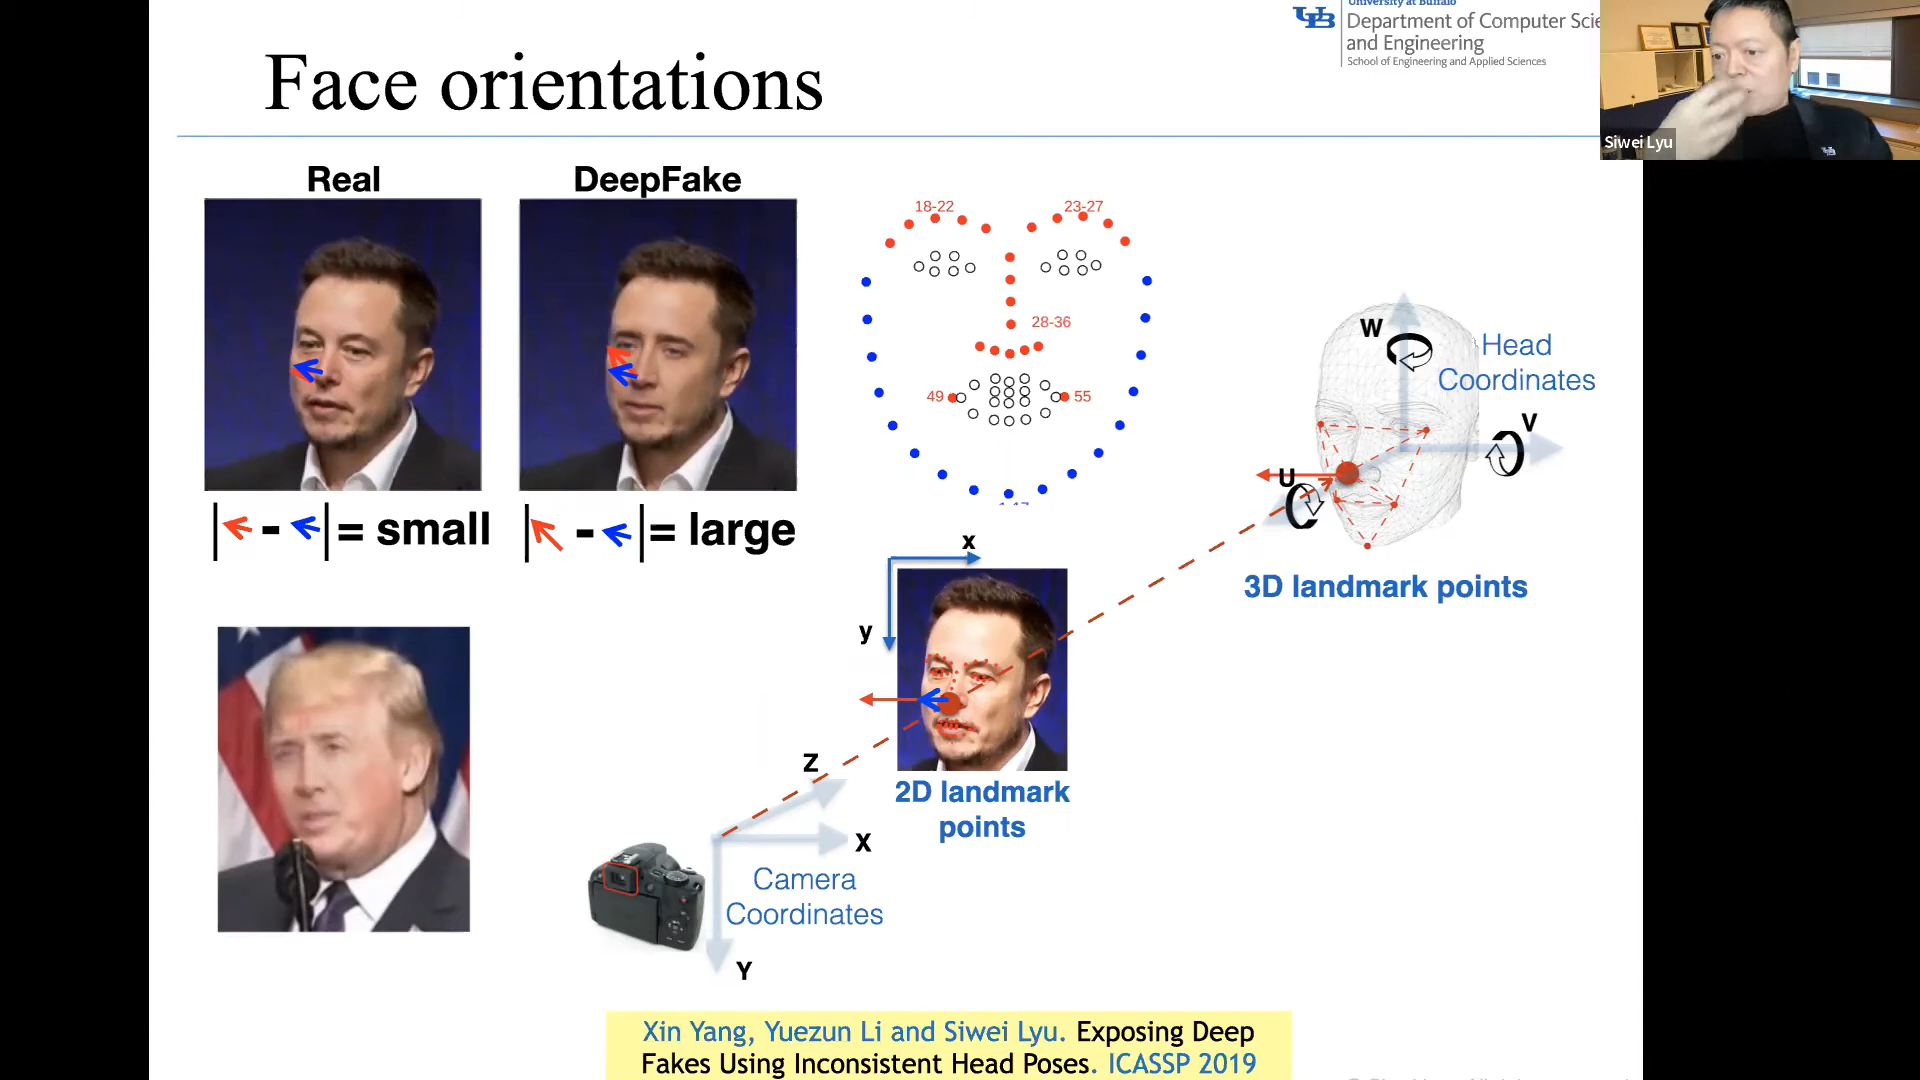 University at Buffalo
Department of Computer Scie
and Engineering
School of Engineering and Applied Sciences
Siwei Lyu
Face orientations
Real
DeepFake
18-22
23-27
28-36
49
55
= small
= large
W
Head
Coordinates
V
U
3D landmark points
x
y
2D landmark
points
Z
X
Camera
Coordinates
Y
Xin Yang, Yuezun Li and Siwei Lyu. Exposing Deep
Fakes Using Inconsistent Head Poses. ICASSP 2019